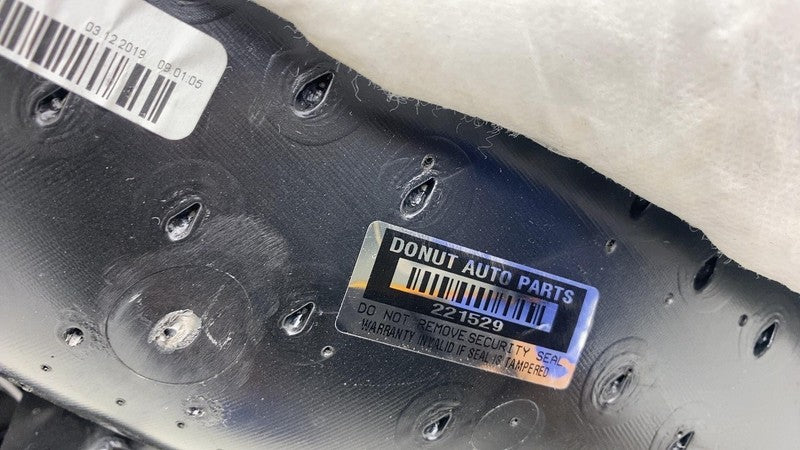 03.12.2019 09:01:05
DONUT AUTO PARTS
221529
DO NOT REMOVE SECURITY SEAL
WARRANTY INVALID IF SEAL IS TAMPERED